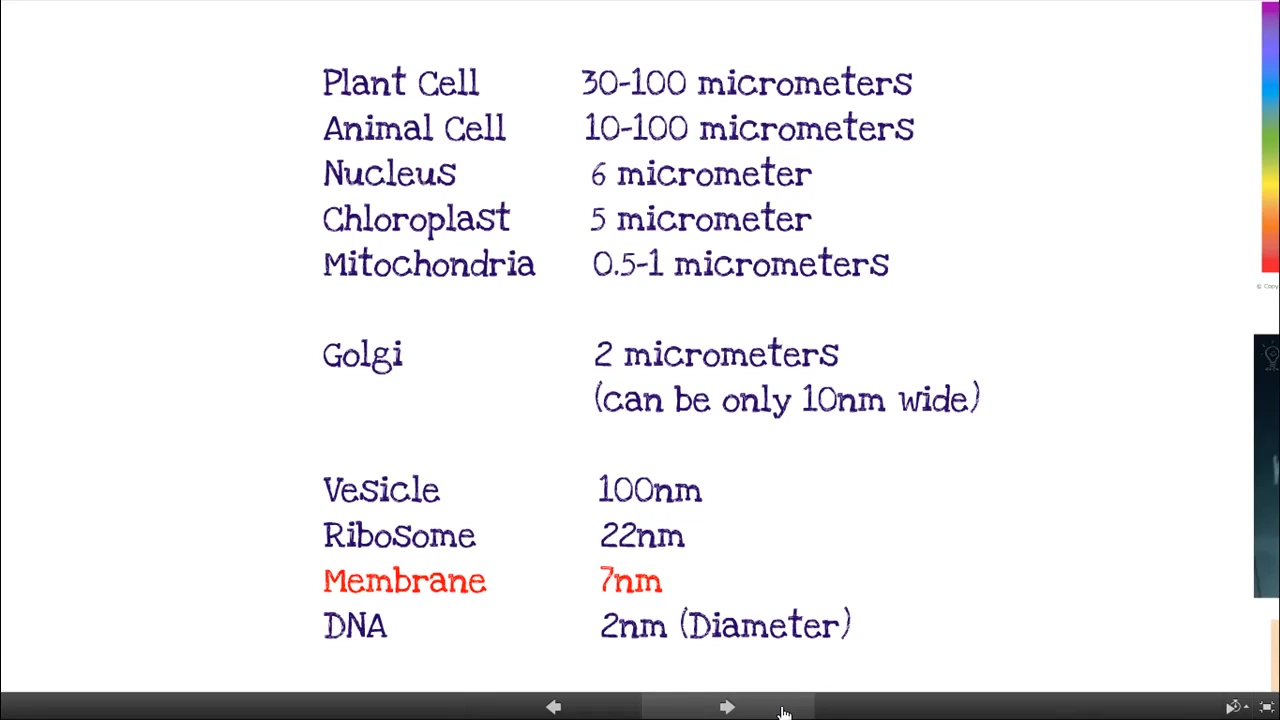 Plant Cell 30-100 micrometers
Animal Cell 10-100 micrometers
Nucleus 6 micrometer
Chloroplast 5 micrometer
Mitochondria 0.5-1 micrometers
Golgi 2 micrometers
(can be only 10nm wide)
Vesicle 100nm
Ribosome 22nm
Membrane 7nm
DNA 2nm (Diameter)
© Copy